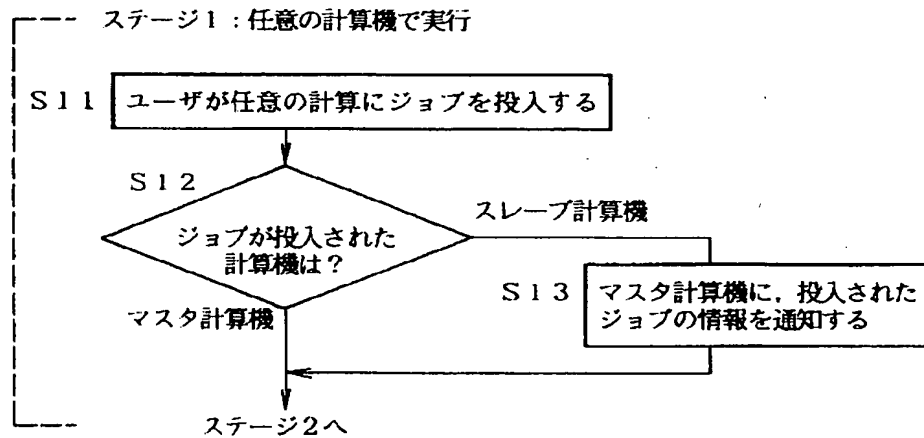 ステージ1：任意の計算機で実行
S11 ユーザが任意の計算にジョブを投入する
S12
ジョブが投入された
計算機は？
スレーブ計算機
マスタ計算機
S13 マスタ計算機に，投入された
ジョブの情報を通知する
ステージ2へ